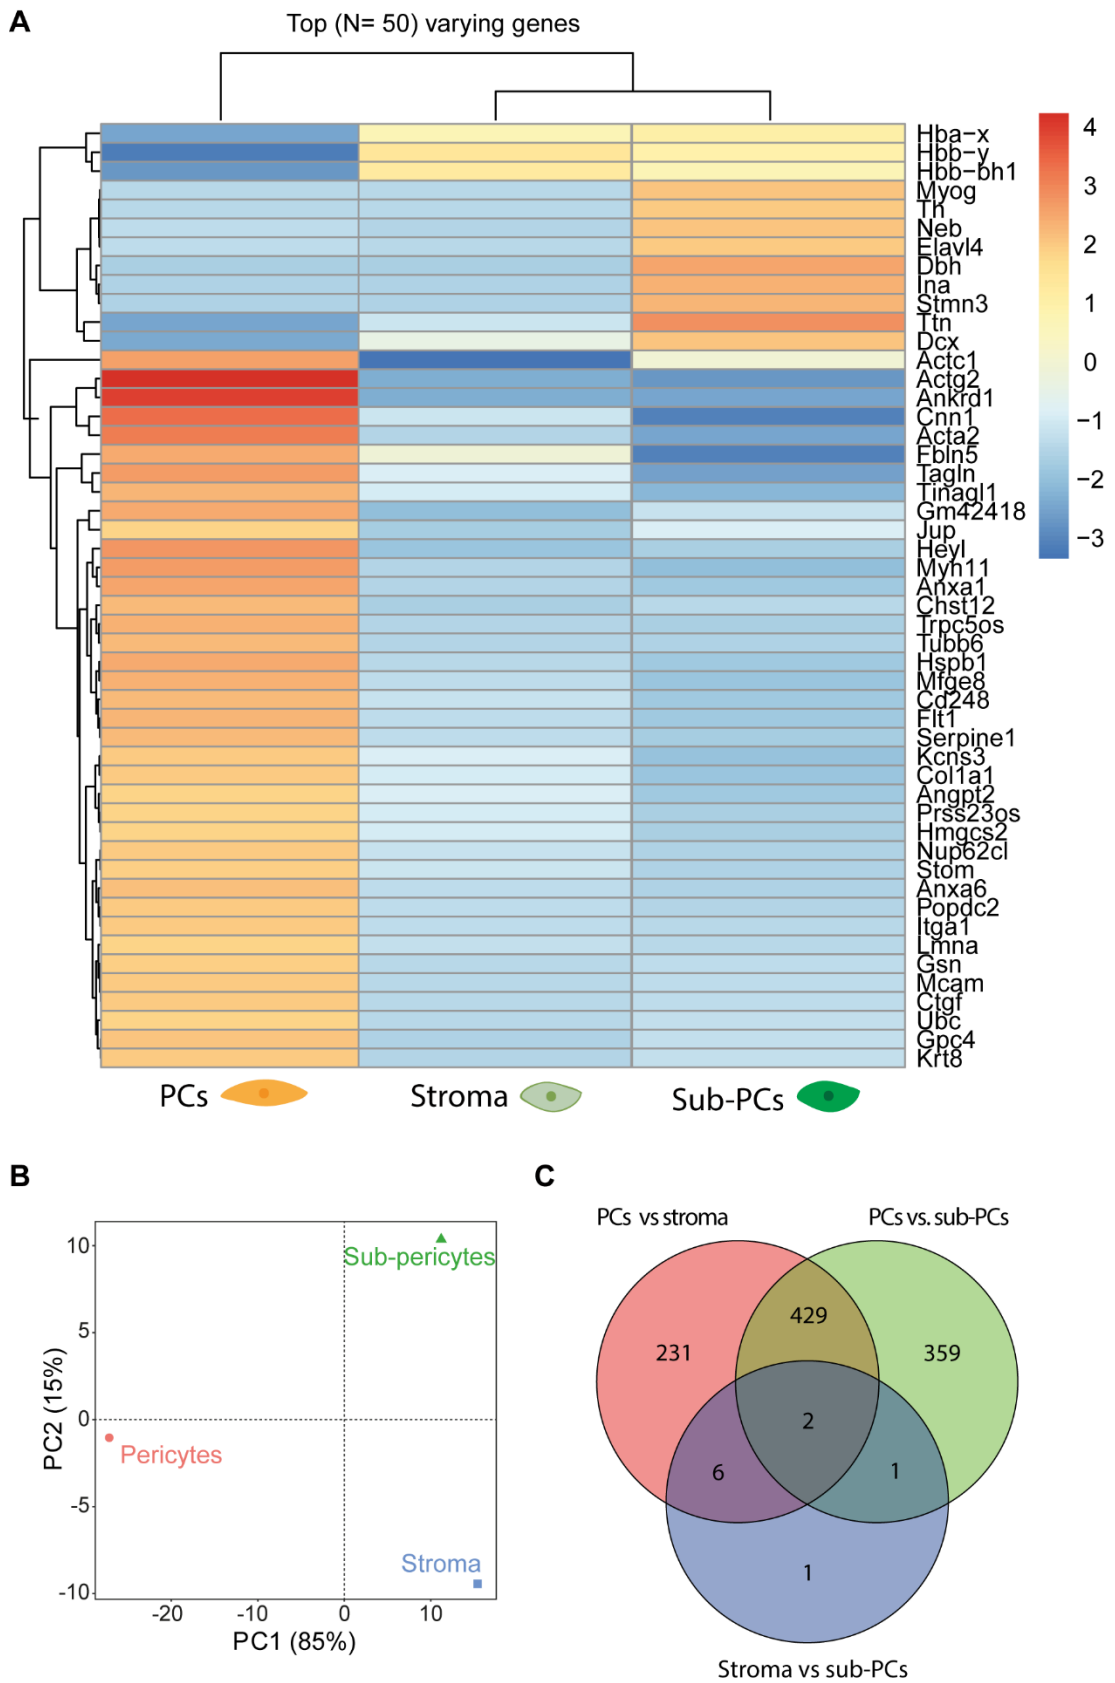 A
Top (N= 50) varying genes
Hba-x
Hbb-y
Hbb-bh1
Myog
Th
Neb
Elavl4
Dbh
Ina
Stmn3
Ttn
Dcx
Actc1
Actg2
Ankrd1
Cnn1
Acta2
Fbln5
Tagln
Tinagl1
Gm42418
Jup
Heyl
Myh11
Anxa1
Chst12
Trpc5os
Tubb6
Hspb1
Mfge8
Cd248
Flt1
Serpine1
Kcns3
Col1a1
Angpt2
Prss23os
Hmgcs2
Nup62cl
Stom
Anxa6
Popdc2
Itga1
Lmna
Gsn
Mcam
Ctgf
Ubc
Gpc4
Krt8
4
3
2
1
0
−1
−2
−3
PCs
Stroma
Sub-PCs
B
10
5
0
-5
-10
PC2 (15%)
Sub-pericytes
Pericytes
Stroma
-20
-10
0
10
PC1 (85%)
C
PCs vs stroma
PCs vs. sub-PCs
429
231
359
2
6
1
1
Stroma vs sub-PCs